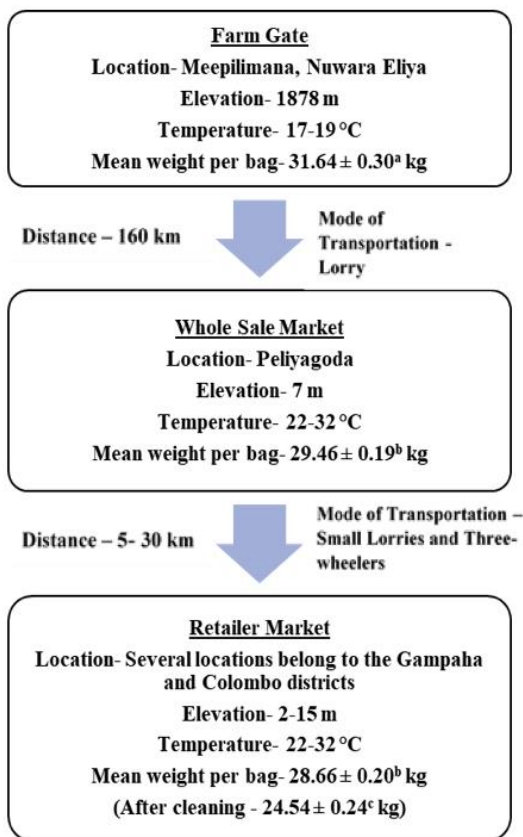 Farm Gate
Location- Meepilimana, Nuwara Eliya
Elevation- 1878 m
Temperature- 17-19 °C
Mean weight per bag- 31.64 ± 0.30ᵃ kg
Distance – 160 km
Mode of
Transportation -
Lorry
Whole Sale Market
Location- Peliyagoda
Elevation- 7 m
Temperature- 22-32 °C
Mean weight per bag- 29.46 ± 0.19ᵇ kg
Distance – 5- 30 km
Mode of Transportation –
Small Lorries and Three-
wheelers
Retailer Market
Location- Several locations belong to the Gampaha
and Colombo districts
Elevation- 2-15 m
Temperature- 22-32 °C
Mean weight per bag- 28.66 ± 0.20ᵇ kg
(After cleaning - 24.54 ± 0.24ᶜ kg)